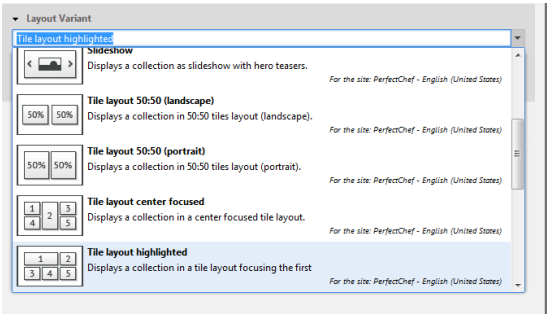 Layout Variant
Tile layout highlighted
Slideshow
Displays a collection as slideshow with hero teasers.
For the site: PerfectChef - English (United States)
50% 50%
Tile layout 50:50 (landscape)
Displays a collection in 50:50 tiles layout (landscape).
For the site: PerfectChef - English (United States)
50% 50%
Tile layout 50:50 (portrait)
Displays a collection in 50:50 tiles layout (portrait).
For the site: PerfectChef - English (United States)
1 2 3
4 5
Tile layout center focused
Displays a collection in a center focused tile layout.
For the site: PerfectChef - English (United States)
1 2
3 4 5
Tile layout highlighted
Displays a collection in a tile layout focusing the first
For the site: PerfectChef - English (United States)